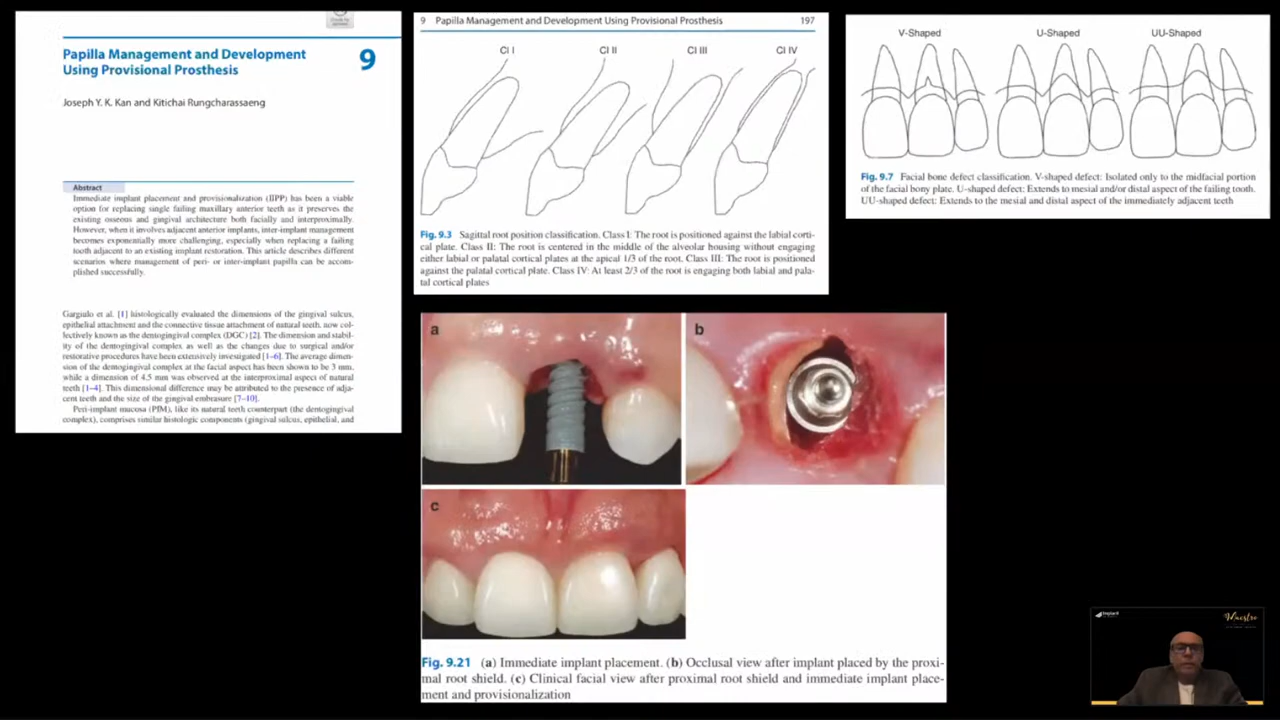 Papilla Management and Development
Using Provisional Prosthesis
9
Joseph Y. K. Kan and Kitichai Rungcharassaeng
Abstract
Immediate implant placement and provisionalization (IIPP) has been a viable
option for replacing single failing maxillary anterior teeth as it preserves the
existing osseous and gingival architecture both facially and interproximally.
However, when it involves adjacent anterior implants, inter-implant management
becomes exponentially more challenging, especially when replacing a failing
tooth adjacent to an existing implant restoration. This article describes different
scenarios where management of peri- or inter-implant papilla can be accom-
plished successfully.
Gargiulo et al. [1] histologically evaluated the dimensions of the gingival sulcus,
epithelial attachment and the connective tissue attachment of natural teeth, now col-
lectively known as the dentogingival complex (DGC) [2]. The dimension and stabil-
ity of the dentogingival complex as well as the changes due to surgical and/or
restorative procedures have been extensively investigated [1–6]. The average dimen-
sion of the dentogingival complex at the facial aspect has been shown to be 3 mm,
while a dimension of 4.5 mm was observed at the interproximal aspect of natural
teeth [1–4]. This dimensional difference may be attributed to the presence of adja-
cent teeth and the size of the gingival embrasure [7–10].
Peri-implant mucosa (PIM), like its natural teeth counterpart (the dentogingival
complex), comprises similar histologic components (gingival sulcus, epithelial, and
9 Papilla Management and Development Using Provisional Prosthesis 197
Cl I Cl II Cl III Cl IV
Fig. 9.3 Sagittal root position classification. Class I: The root is positioned against the labial corti-
cal plate. Class II: The root is centered in the middle of the alveolar housing without engaging
either labial or palatal cortical plates at the apical 1/3 of the root. Class III: The root is positioned
against the palatal cortical plate. Class IV: At least 2/3 of the root is engaging both labial and pala-
tal cortical plates
V-Shaped U-Shaped UU-Shaped
Fig. 9.7 Facial bone defect classification. V-shaped defect: Isolated only to the midfacial portion
of the facial bony plate. U-shaped defect: Extends to mesial and/or distal aspect of the failing tooth.
UU-shaped defect: Extends to the mesial and distal aspect of the immediately adjacent teeth
a b
c
Fig. 9.21 (a) Immediate implant placement. (b) Occlusal view after implant placed by the proxi-
mal root shield. (c) Clinical facial view after proximal root shield and immediate implant place-
ment and provisionalization
Maestro